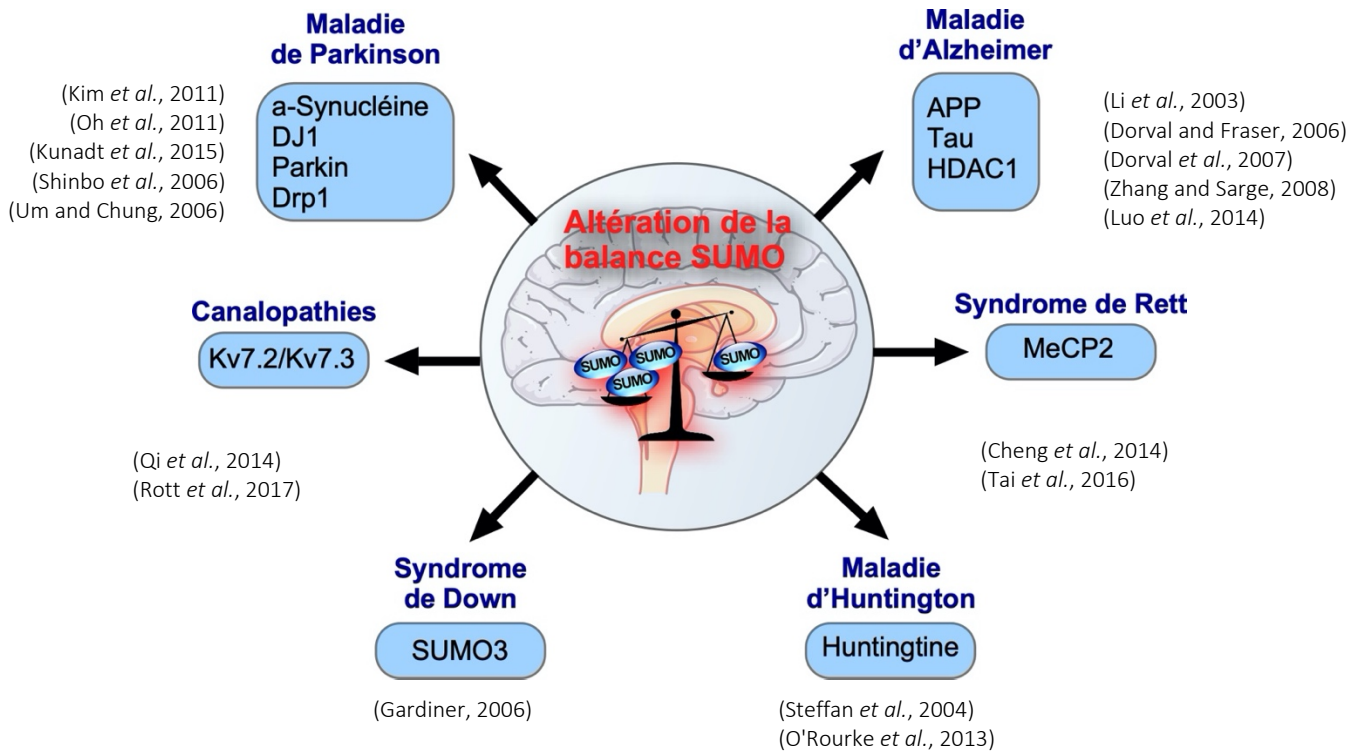 Maladie
de Parkinson
a-Synucléine
DJ1
Parkin
Drp1
(Kim et al., 2011)
(Oh et al., 2011)
(Kunadt et al., 2015)
(Shinbo et al., 2006)
(Um and Chung, 2006)
Maladie
d’Alzheimer
APP
Tau
HDAC1
(Li et al., 2003)
(Dorval and Fraser, 2006)
(Dorval et al., 2007)
(Zhang and Sarge, 2008)
(Luo et al., 2014)
Altération de la
balance SUMO
SUMO
SUMO
SUMO
SUMO
Canalopathies
Kv7.2/Kv7.3
(Qi et al., 2014)
(Rott et al., 2017)
Syndrome de Rett
MeCP2
(Cheng et al., 2014)
(Tai et al., 2016)
Syndrome
de Down
SUMO3
(Gardiner, 2006)
Maladie
d’Huntington
Huntingtine
(Steffan et al., 2004)
(O'Rourke et al., 2013)